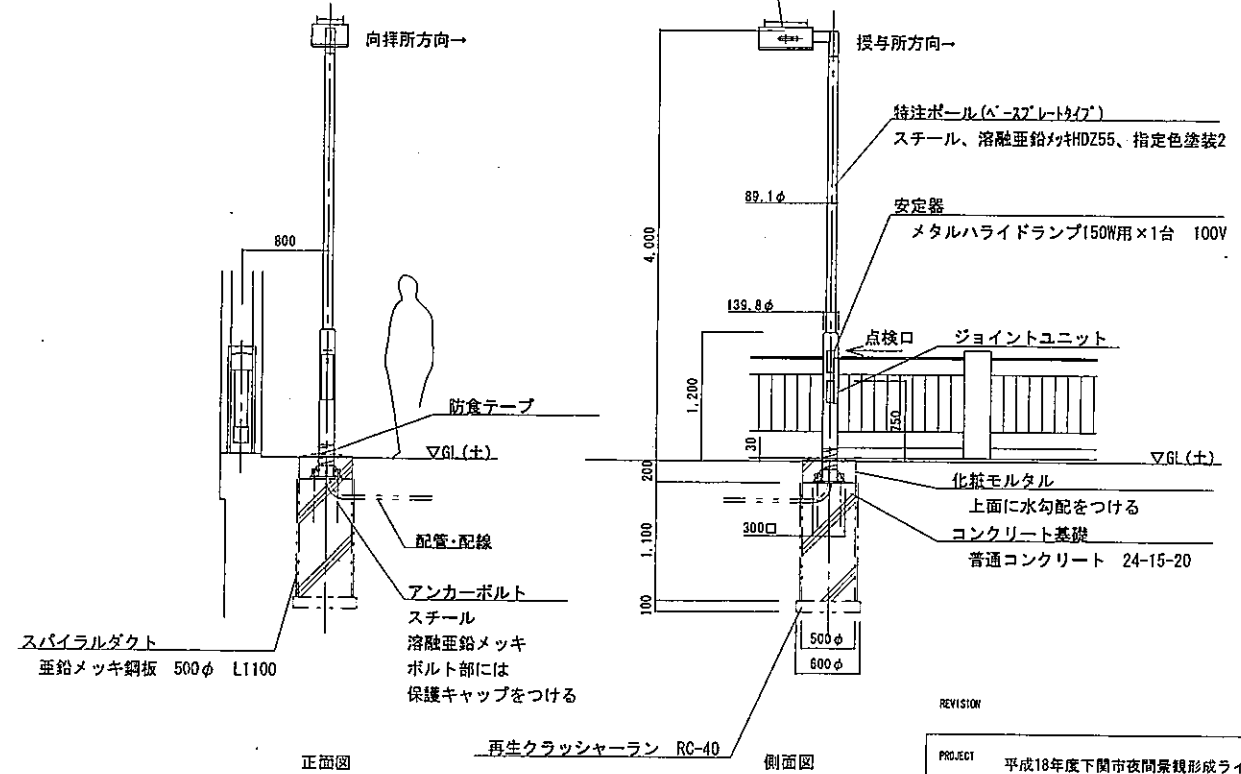 向拝所方向→
授与所方向→
特注ポール(ベースプレートタイプ)
スチール、溶融亜鉛メッキHDZ55、指定色塗装2
89.1φ
安定器
メタルハライドランプ150W用×1台 100V
800
4,000
139.8φ
点検口
ジョイントユニット
1,200
750
防食テープ
30
▽GL(土)
▽GL(土)
200
化粧モルタル
上面に水勾配をつける
300□
コンクリート基礎
普通コンクリート 24-15-20
配管・配線
1,100
アンカーボルト
スチール
溶融亜鉛メッキ
ボルト部には
保護キャップをつける
100
スパイラルダクト
亜鉛メッキ鋼板 500φ L1100
500φ
600φ
再生クラッシャーラン RC-40
正面図
側面図
REVISION
PROJECT 平成18年度下関市夜間景観形成ライ